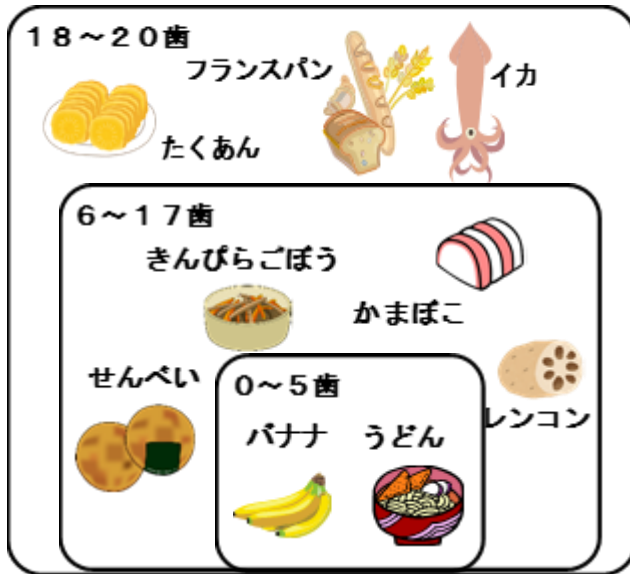 18～20歯
フランスパン
イカ
たくあん
6～17歯
きんぴらごぼう
かまぼこ
せんべい
0～5歯
レンコン
バナナ うどん